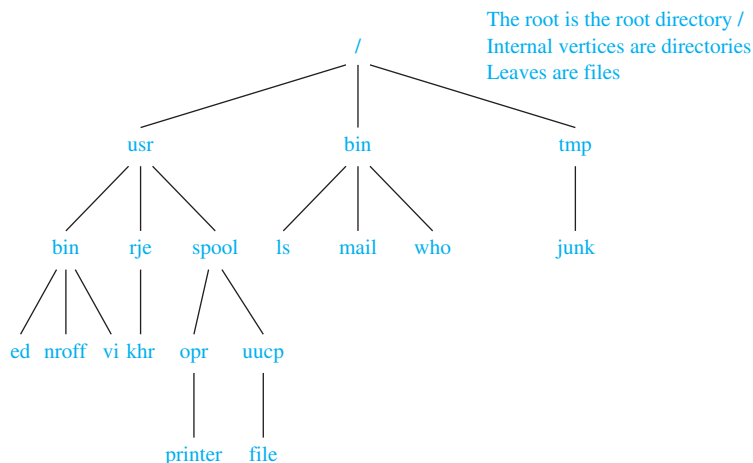 The root is the root directory /
Internal vertices are directories
Leaves are files
/
usr bin tmp
bin rje spool ls mail who junk
ed nroff vi khr opr uucp
printer file